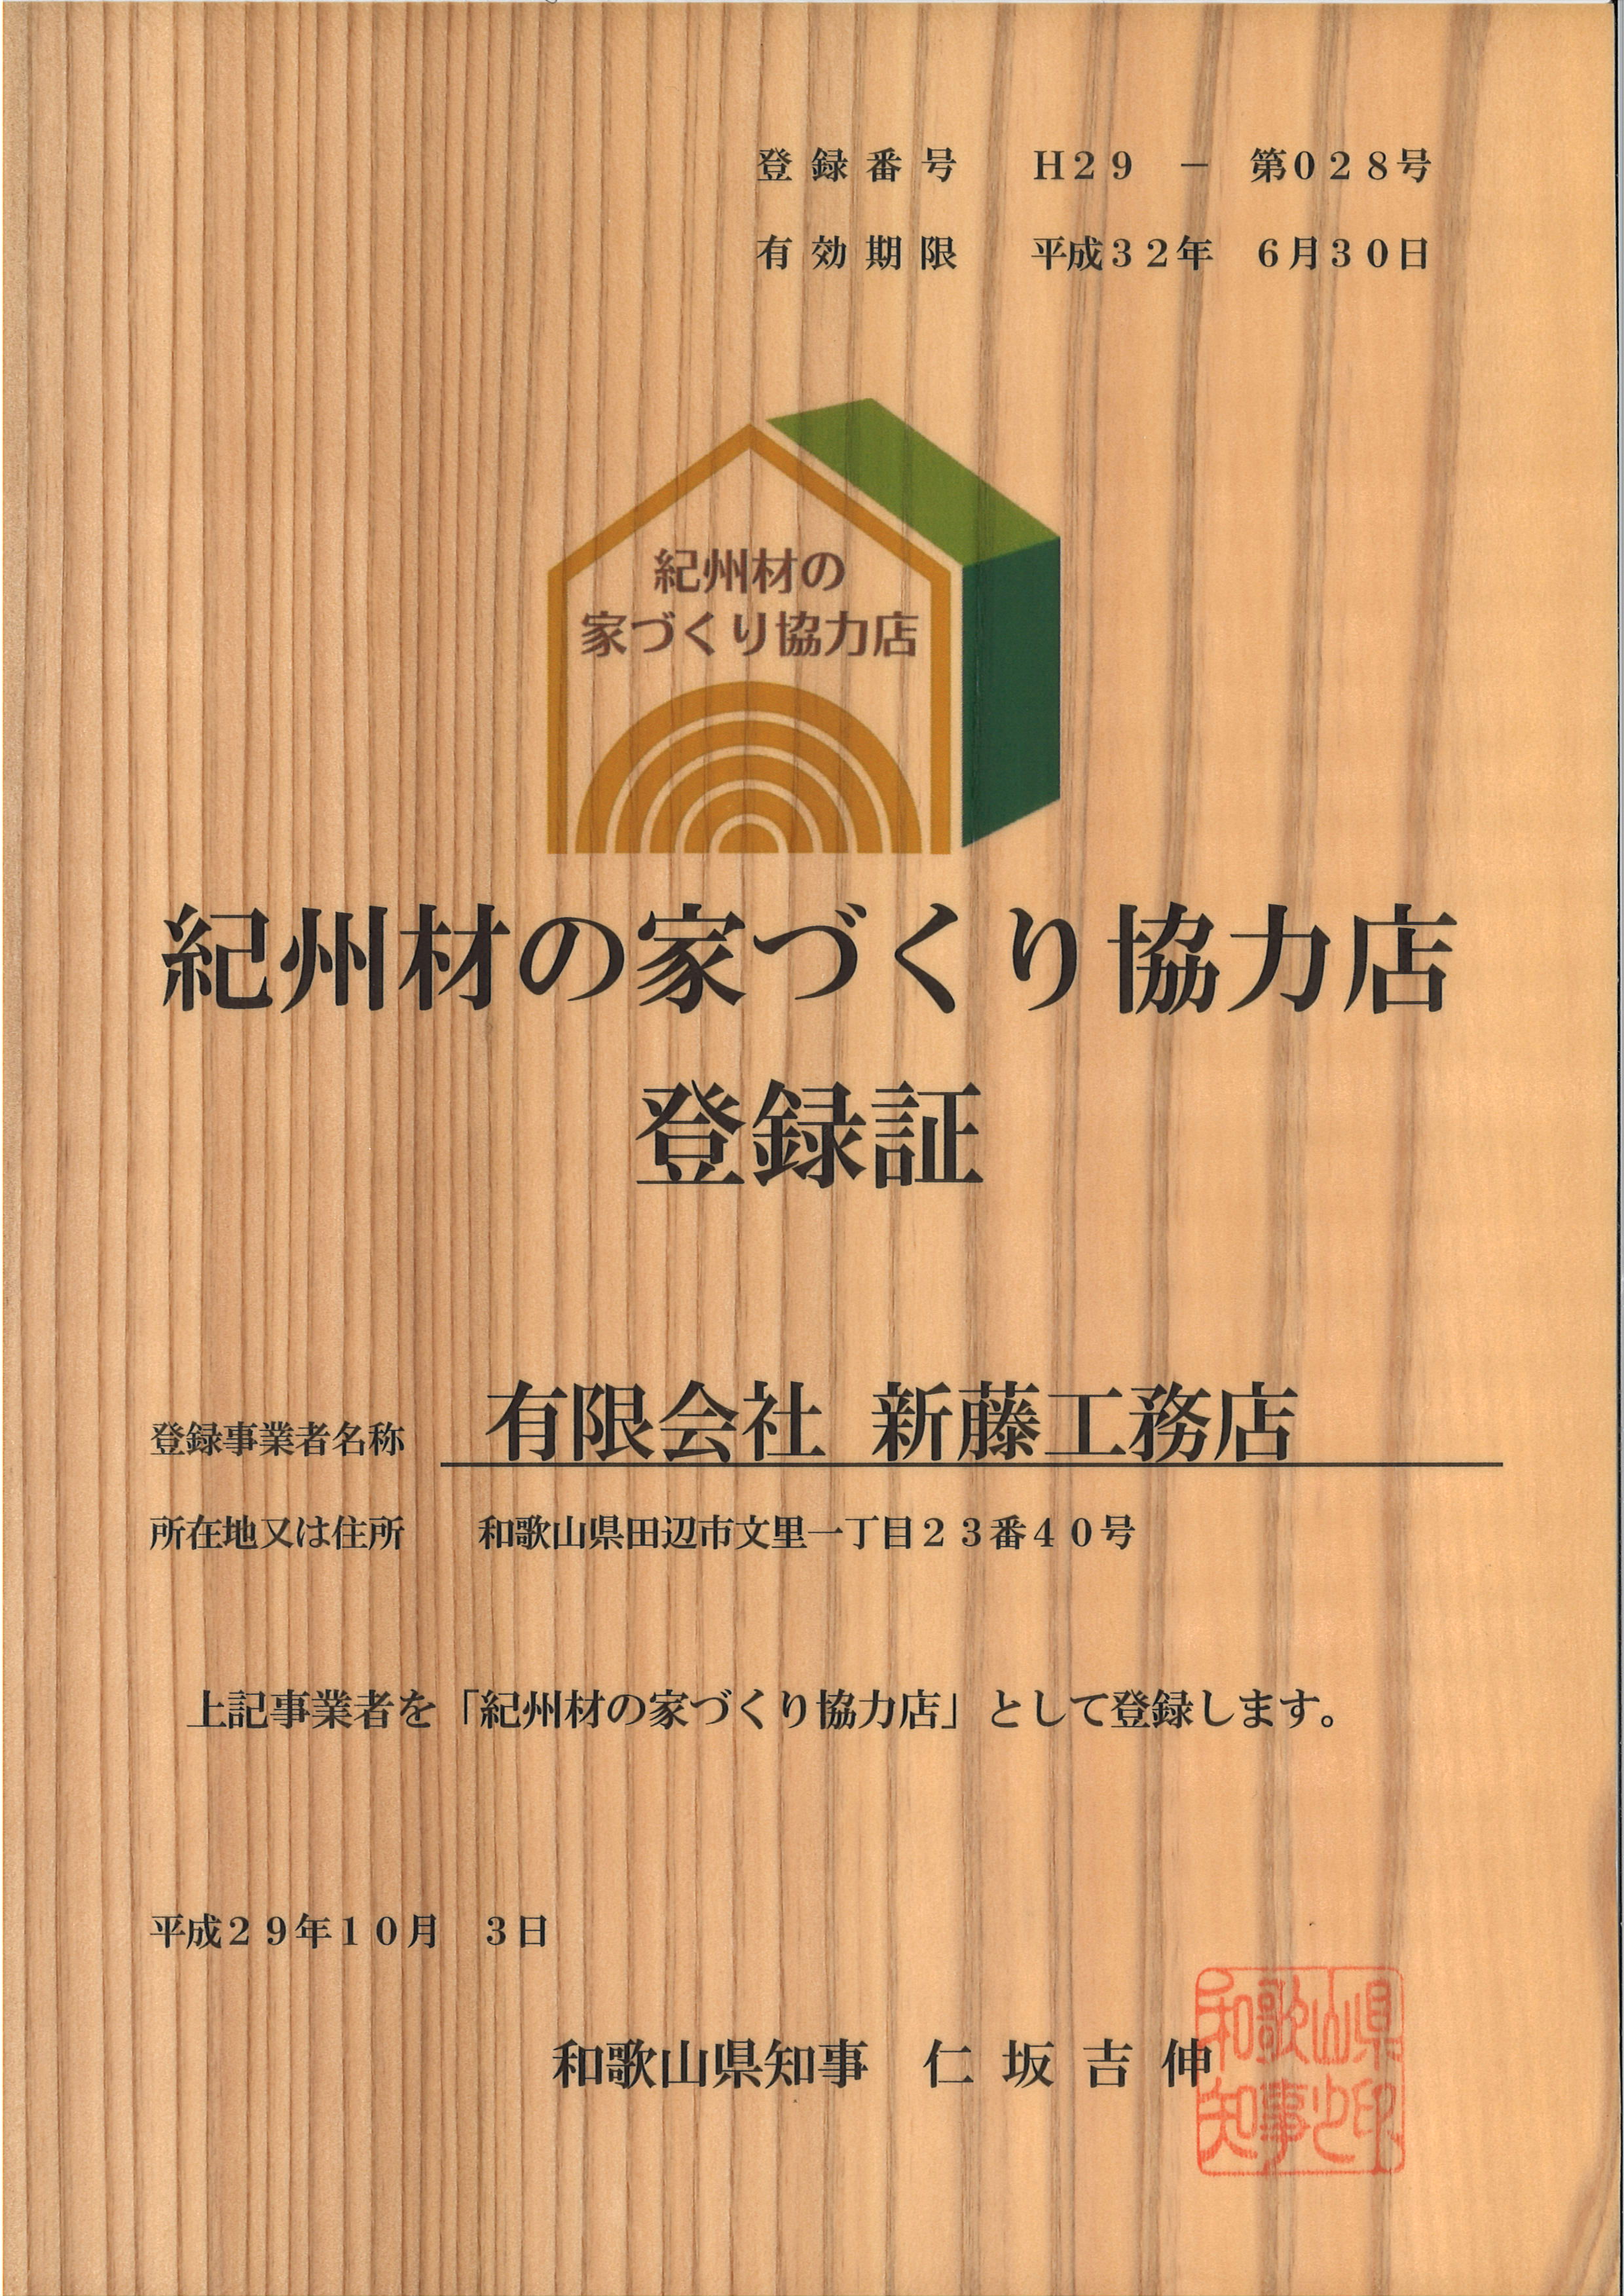 登録番号　H29　－　第028号
有効期限　平成32年　6月30日
紀州材の
家づくり協力店
紀州材の家づくり協力店
登録証
登録事業者名称　有限会社 新藤工務店
所在地又は住所　和歌山県田辺市文里一丁目23番40号
上記事業者を「紀州材の家づくり協力店」として登録します。
平成29年10月　3日
和歌山県知事　仁坂吉伸
和歌山県
知事之印